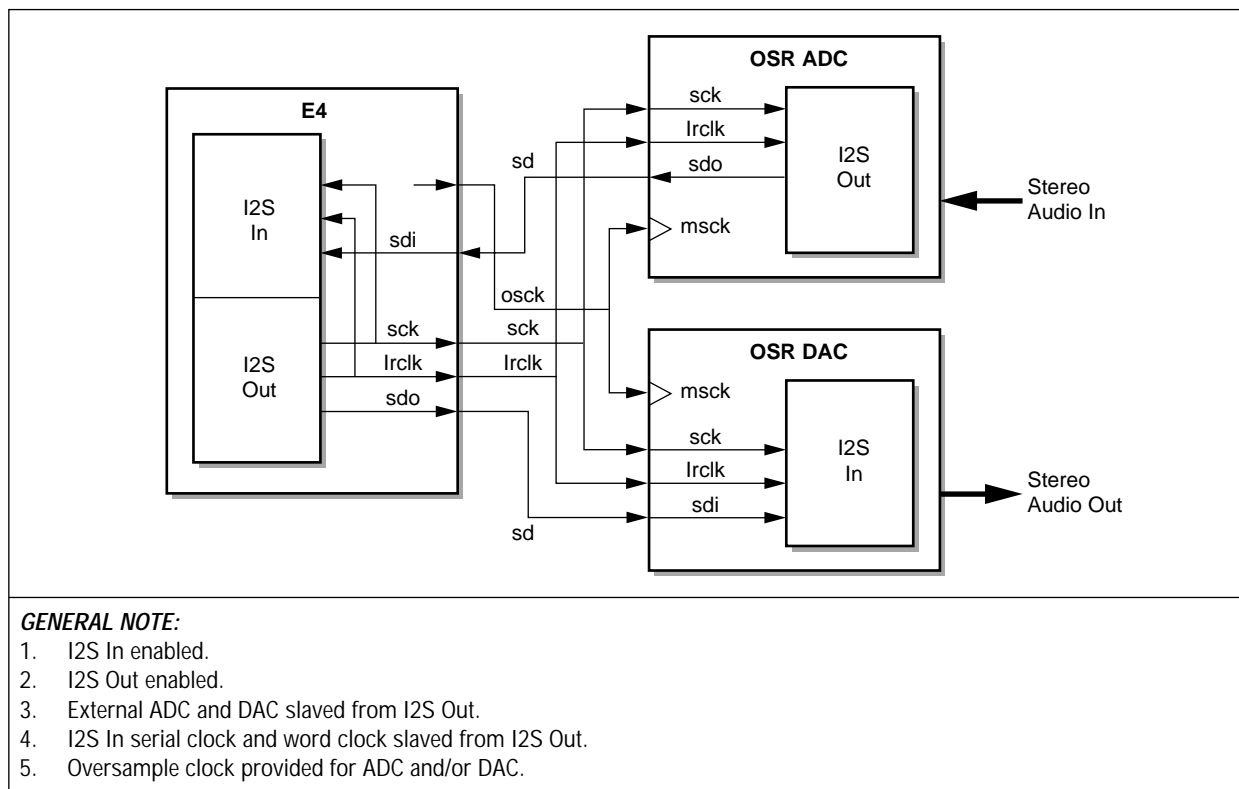 OSR ADC
sck
lrclk
sdo
msck
I2S
Out
Stereo
Audio In
E4
I2S
In
sdi
sck
lrclk
sdo
I2S
Out
sd
osck
sck
lrclk
sd
OSR DAC
msck
sck
lrclk
sdi
I2S
In
Stereo
Audio Out
GENERAL NOTE:
1. I2S In enabled.
2. I2S Out enabled.
3. External ADC and DAC slaved from I2S Out.
4. I2S In serial clock and word clock slaved from I2S Out.
5. Oversample clock provided for ADC and/or DAC.